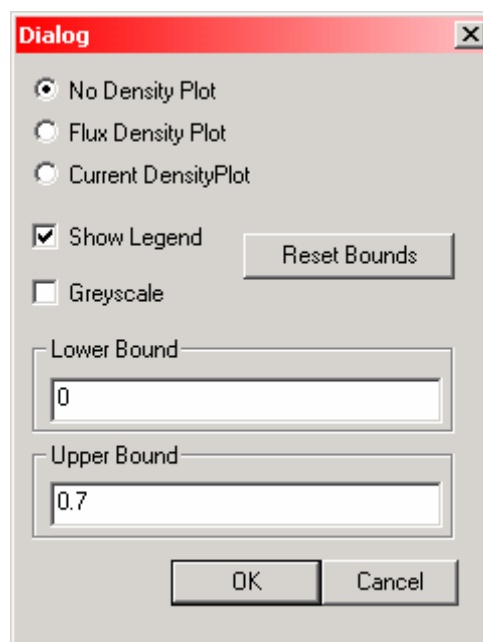 Dialog
No Density Plot
Flux Density Plot
Current DensityPlot
Show Legend
Reset Bounds
Greyscale
Lower Bound
0
Upper Bound
0.7
OK Cancel